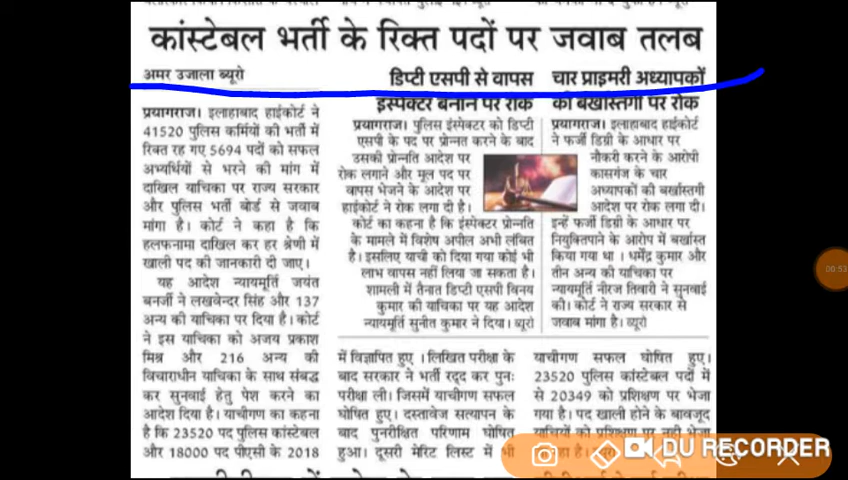 कांस्टेबल भर्ती के रिक्त पदों पर जवाब तलब
अमर उजाला ब्यूरो
प्रयागराज। इलाहाबाद हाईकोर्ट ने
41520 पुलिस कर्मियों की भर्ती में
रिक्त रह गए 5694 पदों को सफल
अभ्यर्थियों से भरने की मांग में
दाखिल याचिका पर राज्य सरकार
और पुलिस भर्ती बोर्ड से जवाब
मांगा है। कोर्ट ने कहा है कि
हलफनामा दाखिल कर हर श्रेणी में
खाली पद की जानकारी दी जाए।
यह आदेश न्यायमूर्ति जयंत
बनर्जी ने लखवेन्दर सिंह और 137
अन्य की याचिका पर दिया है। कोर्ट
ने इस याचिका को अजय प्रकाश
मिश्र और 216 अन्य की
विचाराधीन याचिका के साथ संबद्ध
कर सुनवाई हेतु पेश करने का
आदेश दिया है। याचीगण का कहना
है कि 23520 पद पुलिस कांस्टेबल
और 18000 पद पीएसी के 2018
में विज्ञापित हुए । लिखित परीक्षा के
बाद सरकार ने भर्ती रद्द कर पुनः
परीक्षा ली। जिसमें याचीगण सफल
घोषित हुए। दस्तावेज सत्यापन के
बाद पुनरीक्षित परिणाम घोषित
हुआ। दूसरी मेरिट लिस्ट में भी
याचीगण सफल घोषित हुए।
23520 पुलिस कांस्टेबल पदों में
से 20349 को प्रशिक्षण पर भेजा
गया है। पद खाली होने के बावजूद
याचियों को प्रशिक्षण पर नहीं भेजा
डिप्टी एसपी से वापस
इंस्पेक्टर बनाने पर रोक
प्रयागराज। पुलिस इंस्पेक्टर को डिप्टी
एसपी के पद पर प्रोन्नत करने के बाद
उसकी प्रोन्नति आदेश पर
रोक लगाने और मूल पद पर
वापस भेजने के आदेश पर
हाईकोर्ट ने रोक लगा दी है।
कोर्ट का कहना है कि इंस्पेक्टर प्रोन्नति
के मामले में विशेष अपील अभी लंबित
है। इसलिए याची को दिया गया कोई भी
लाभ वापस नहीं लिया जा सकता है।
शामली में तैनात डिप्टी एसपी विनय
कुमार की याचिका पर यह आदेश
न्यायमूर्ति सुनीत कुमार ने दिया। ब्यूरो
चार प्राइमरी अध्यापकों
की बर्खास्तगी पर रोक
प्रयागराज। इलाहाबाद हाईकोर्ट
ने फर्जी डिग्री के आधार पर
नौकरी करने के आरोपी
कासगंज के चार
अध्यापकों की बर्खास्तगी
आदेश पर रोक लगा दी।
इन्हें फर्जी डिग्री के आधार पर
नियुक्तिपाने के आरोप में बर्खास्त
किया गया था । धर्मेंद्र कुमार और
तीन अन्य की याचिका पर
न्यायमूर्ति नीरज तिवारी ने सुनवाई
की। कोर्ट ने राज्य सरकार से
जवाब मांगा है। ब्यूरो
00:53
DU RECORDER